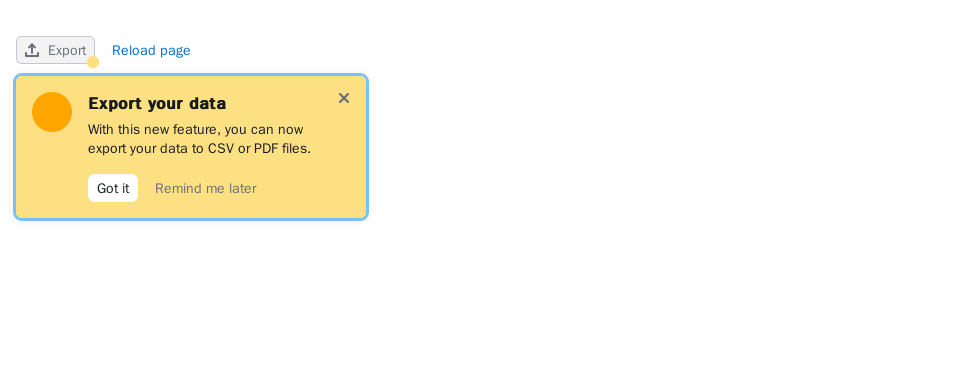 Export
Reload page
Export your data
With this new feature, you can now
export your data to CSV or PDF files.
Got it
Remind me later